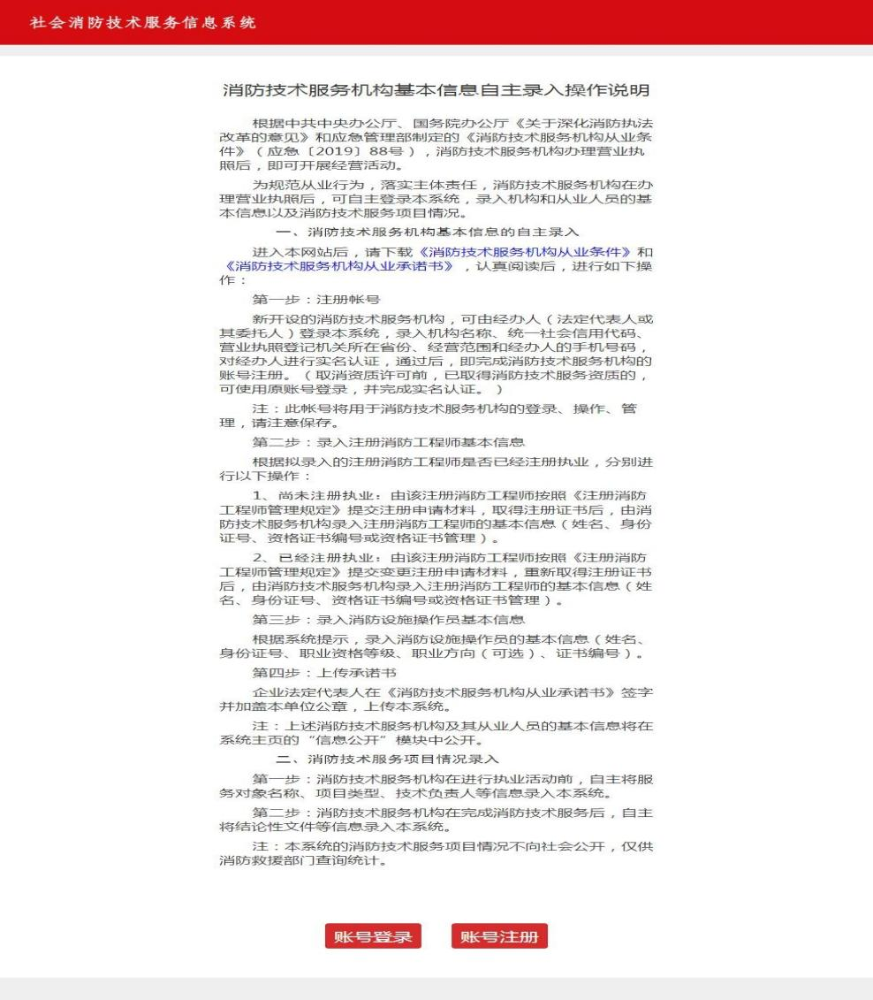 社会消防技术服务信息系统
消防技术服务机构基本信息自主录入操作说明
根据中共中央办公厅、国务院办公厅《关于深化消防执法
改革的意见》和应急管理部制定的《消防技术服务机构从业条
件》（应急〔2019〕88号），消防技术服务机构办理营业执
照后，即可开展经营活动。
为规范从业行为，落实主体责任，消防技术服务机构在办
理营业执照后，可自主登录本系统，录入机构和从业人员的基
本信息以及消防技术服务项目情况。
一、消防技术服务机构基本信息的自主录入
进入本网站后，请下载《消防技术服务机构从业条件》和
《消防技术服务机构从业承诺书》，认真阅读后，进行如下操
作：
第一步：注册帐号
新开设的消防技术服务机构，可由经办人（法定代表人或
其委托人）登录本系统，录入机构名称、统一社会信用代码、
营业执照登记机关所在省份、经营范围和经办人的手机号码，
对经办人进行实名认证，通过后，即完成消防技术服务机构的
账号注册。（取消资质许可前，已取得消防技术服务资质的，
可使用原账号登录，并完成实名认证。）
注：此帐号将用于消防技术服务机构的登录、操作、管
理，请注意保存。
第二步：录入注册消防工程师基本信息
根据拟录入的注册消防工程师是否已经注册执业，分别进
行以下操作：
1、尚未注册执业：由该注册消防工程师按照《注册消防
工程师管理规定》提交注册申请材料，取得注册证书后，由消
防技术服务机构录入注册消防工程师的基本信息（姓名、身份
证号、资格证书编号或资格证书管理）。
2、已经注册执业：由该注册消防工程师按照《注册消防
工程师管理规定》提交变更注册申请材料，重新取得注册证书
后，由消防技术服务机构录入注册消防工程师的基本信息（姓
名、身份证号、资格证书编号或资格证书管理）。
第三步：录入消防设施操作员基本信息
根据系统提示，录入消防设施操作员的基本信息（姓名、
身份证号、职业资格等级、职业方向（可选）、证书编号）。
第四步：上传承诺书
企业法定代表人在《消防技术服务机构从业承诺书》签字
并加盖本单位公章，上传本系统。
注：上述消防技术服务机构及其从业人员的基本信息将在
系统主页的“信息公开”模块中公开。
二、消防技术服务项目情况录入
第一步：消防技术服务机构在进行执业活动前，自主将服
务对象名称、项目类型、技术负责人等信息录入本系统。
第二步：消防技术服务机构在完成消防技术服务后，自主
将结论性文件等信息录入本系统。
注：本系统的消防技术服务项目情况不向社会公开，仅供
消防救援部门查询统计。
账号登录 账号注册